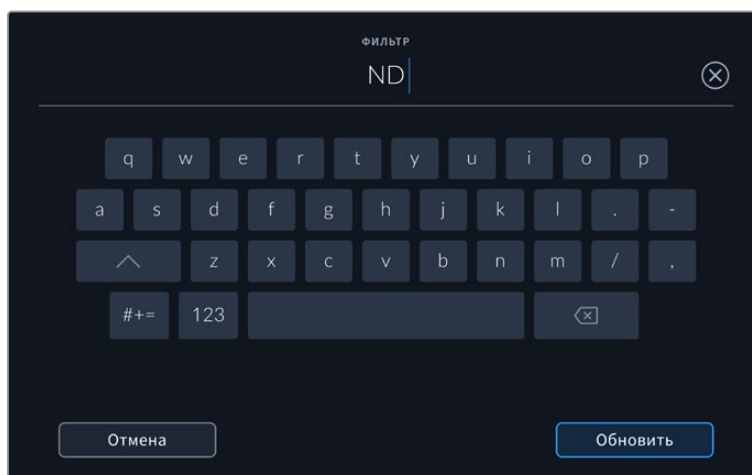 ФИЛЬТР
ND
q w e r t y u i o p
a s d f g h j k l . -
z x c v b n m / ,
#+= 123
Отмена Обновить